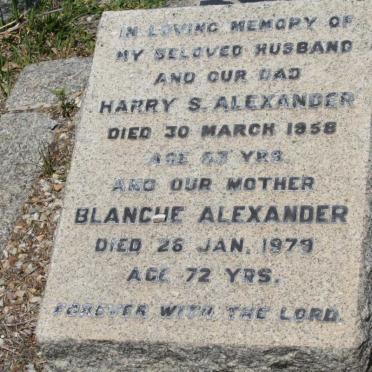 IN LOVING MEMORY OF
MY BELOVED HUSBAND
AND OUR DAD
HARRY S. ALEXANDER
DIED 30 MARCH 1958
AGE YRS.
AND OUR MOTHER
BLANCHE ALEXANDER
DIED 26 JAN. 1979
AGE 72 YRS.
FOREVER WITH THE LORD.